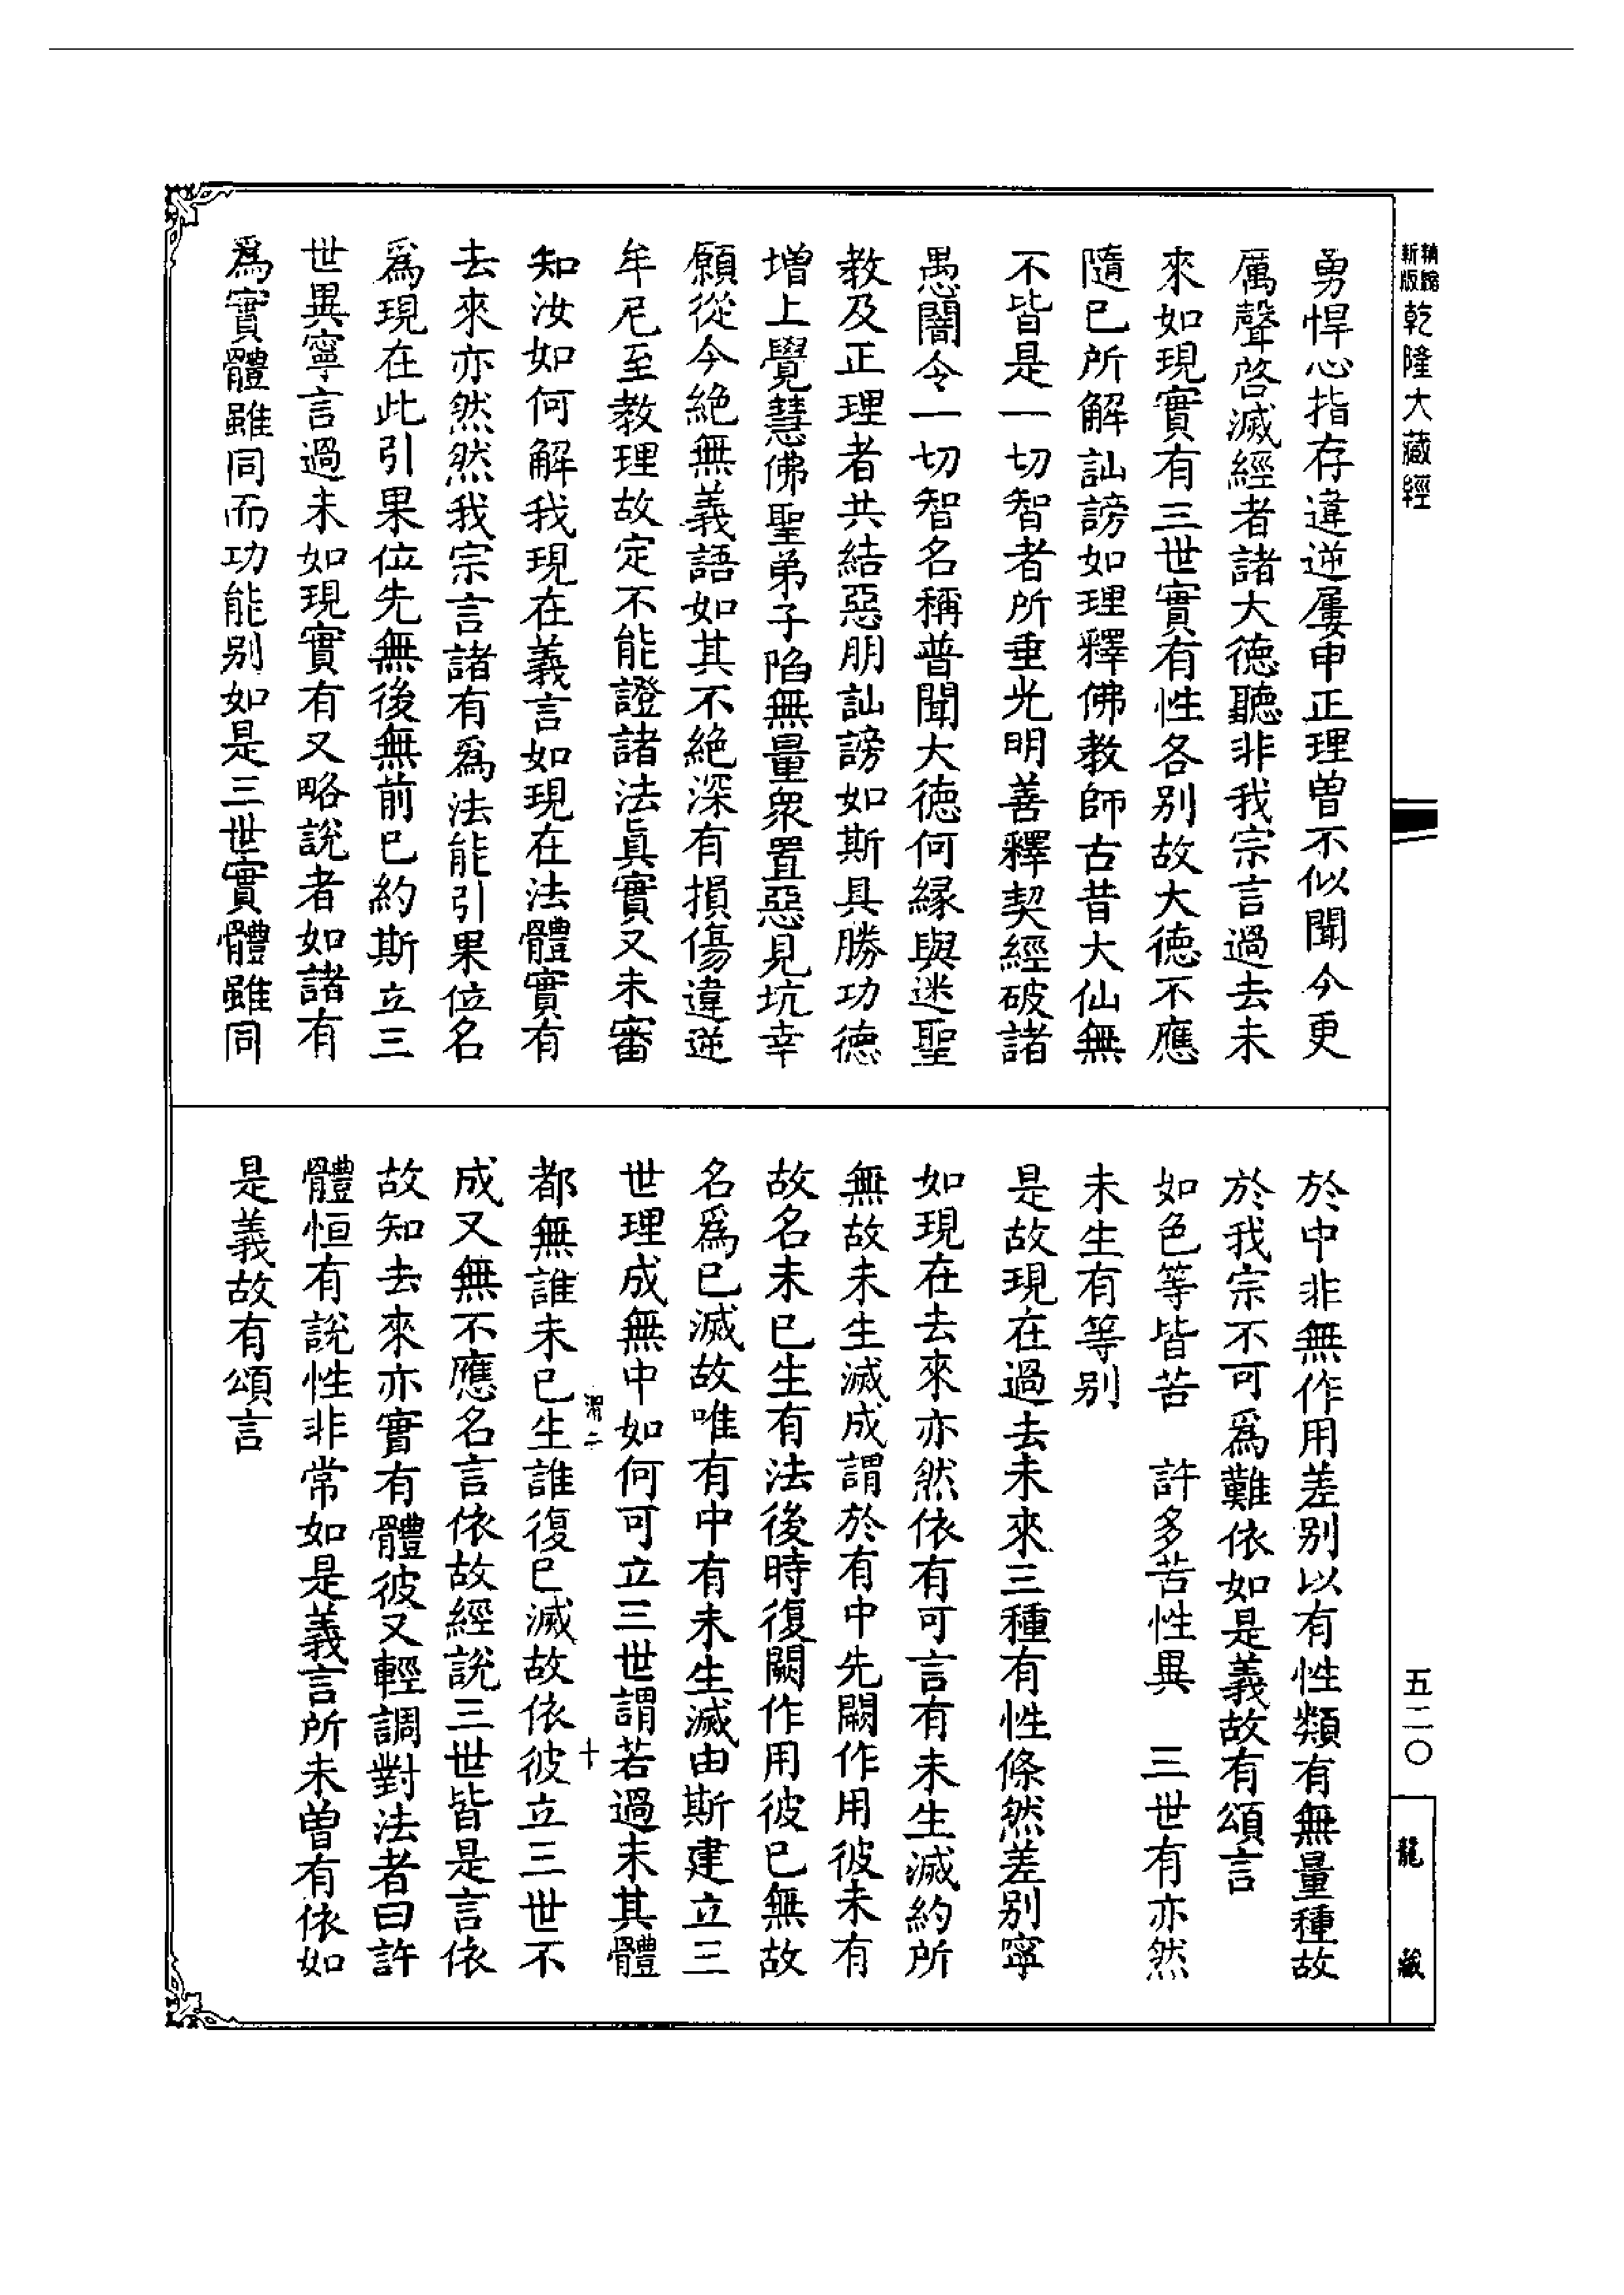 精縮新版乾隆大藏經
勇悍心指存違逆屢申正理曽不似聞今更
厲聲啓滅經者諸大德聽非我宗言過去未
來如現實有三世實有性各別故大德不應
隨已所解訕謗如理釋佛教師古昔大仙無
不皆是一切智者所垂光明善釋契經破諸
愚闇令一切智名稱普聞大德何緣與迷聖
教及正理者共結惡朋訕謗如斯具勝功德
增上覺慧佛聖弟子陷無量衆置惡見坑幸
願從今絶無義語如其不絶深有損傷違逆
牟尼至教理故定不能證諸法眞實又未審
知汝如何解我現在義言如現在法體實有
去來亦然然我宗言諸有爲法能引果位名
爲現在此引果位先無後無前已約斯立三
世異寧言過未如現實有又略說者如諸有
爲實體雖同而功能別如是三世實體雖同
於中非無作用差別以有性類有無量種故
於我宗不可爲難依如是義故有頌言
如色等皆苦　許多苦性異　三世有亦然
未生有等別
是故現在過去未來三種有性條然差別寧
如現在去來亦然依有可言有未生滅約所
無故未生滅成謂於有中先闕作用彼未有
故名未已生有法後時復闕作用彼已無故
名爲已滅故唯有中有未生滅由斯建立三
世理成無中如何可立三世謂若過未其體
渭二　十
都無誰未已生誰復已滅故依彼立三世不
成又無不應名言依故經說三世皆是言依
故知去來亦實有體彼又輕調對法者曰許
體恒有說性非常如是義言所未曽有依如
是義故有頌言
五二〇
龍藏